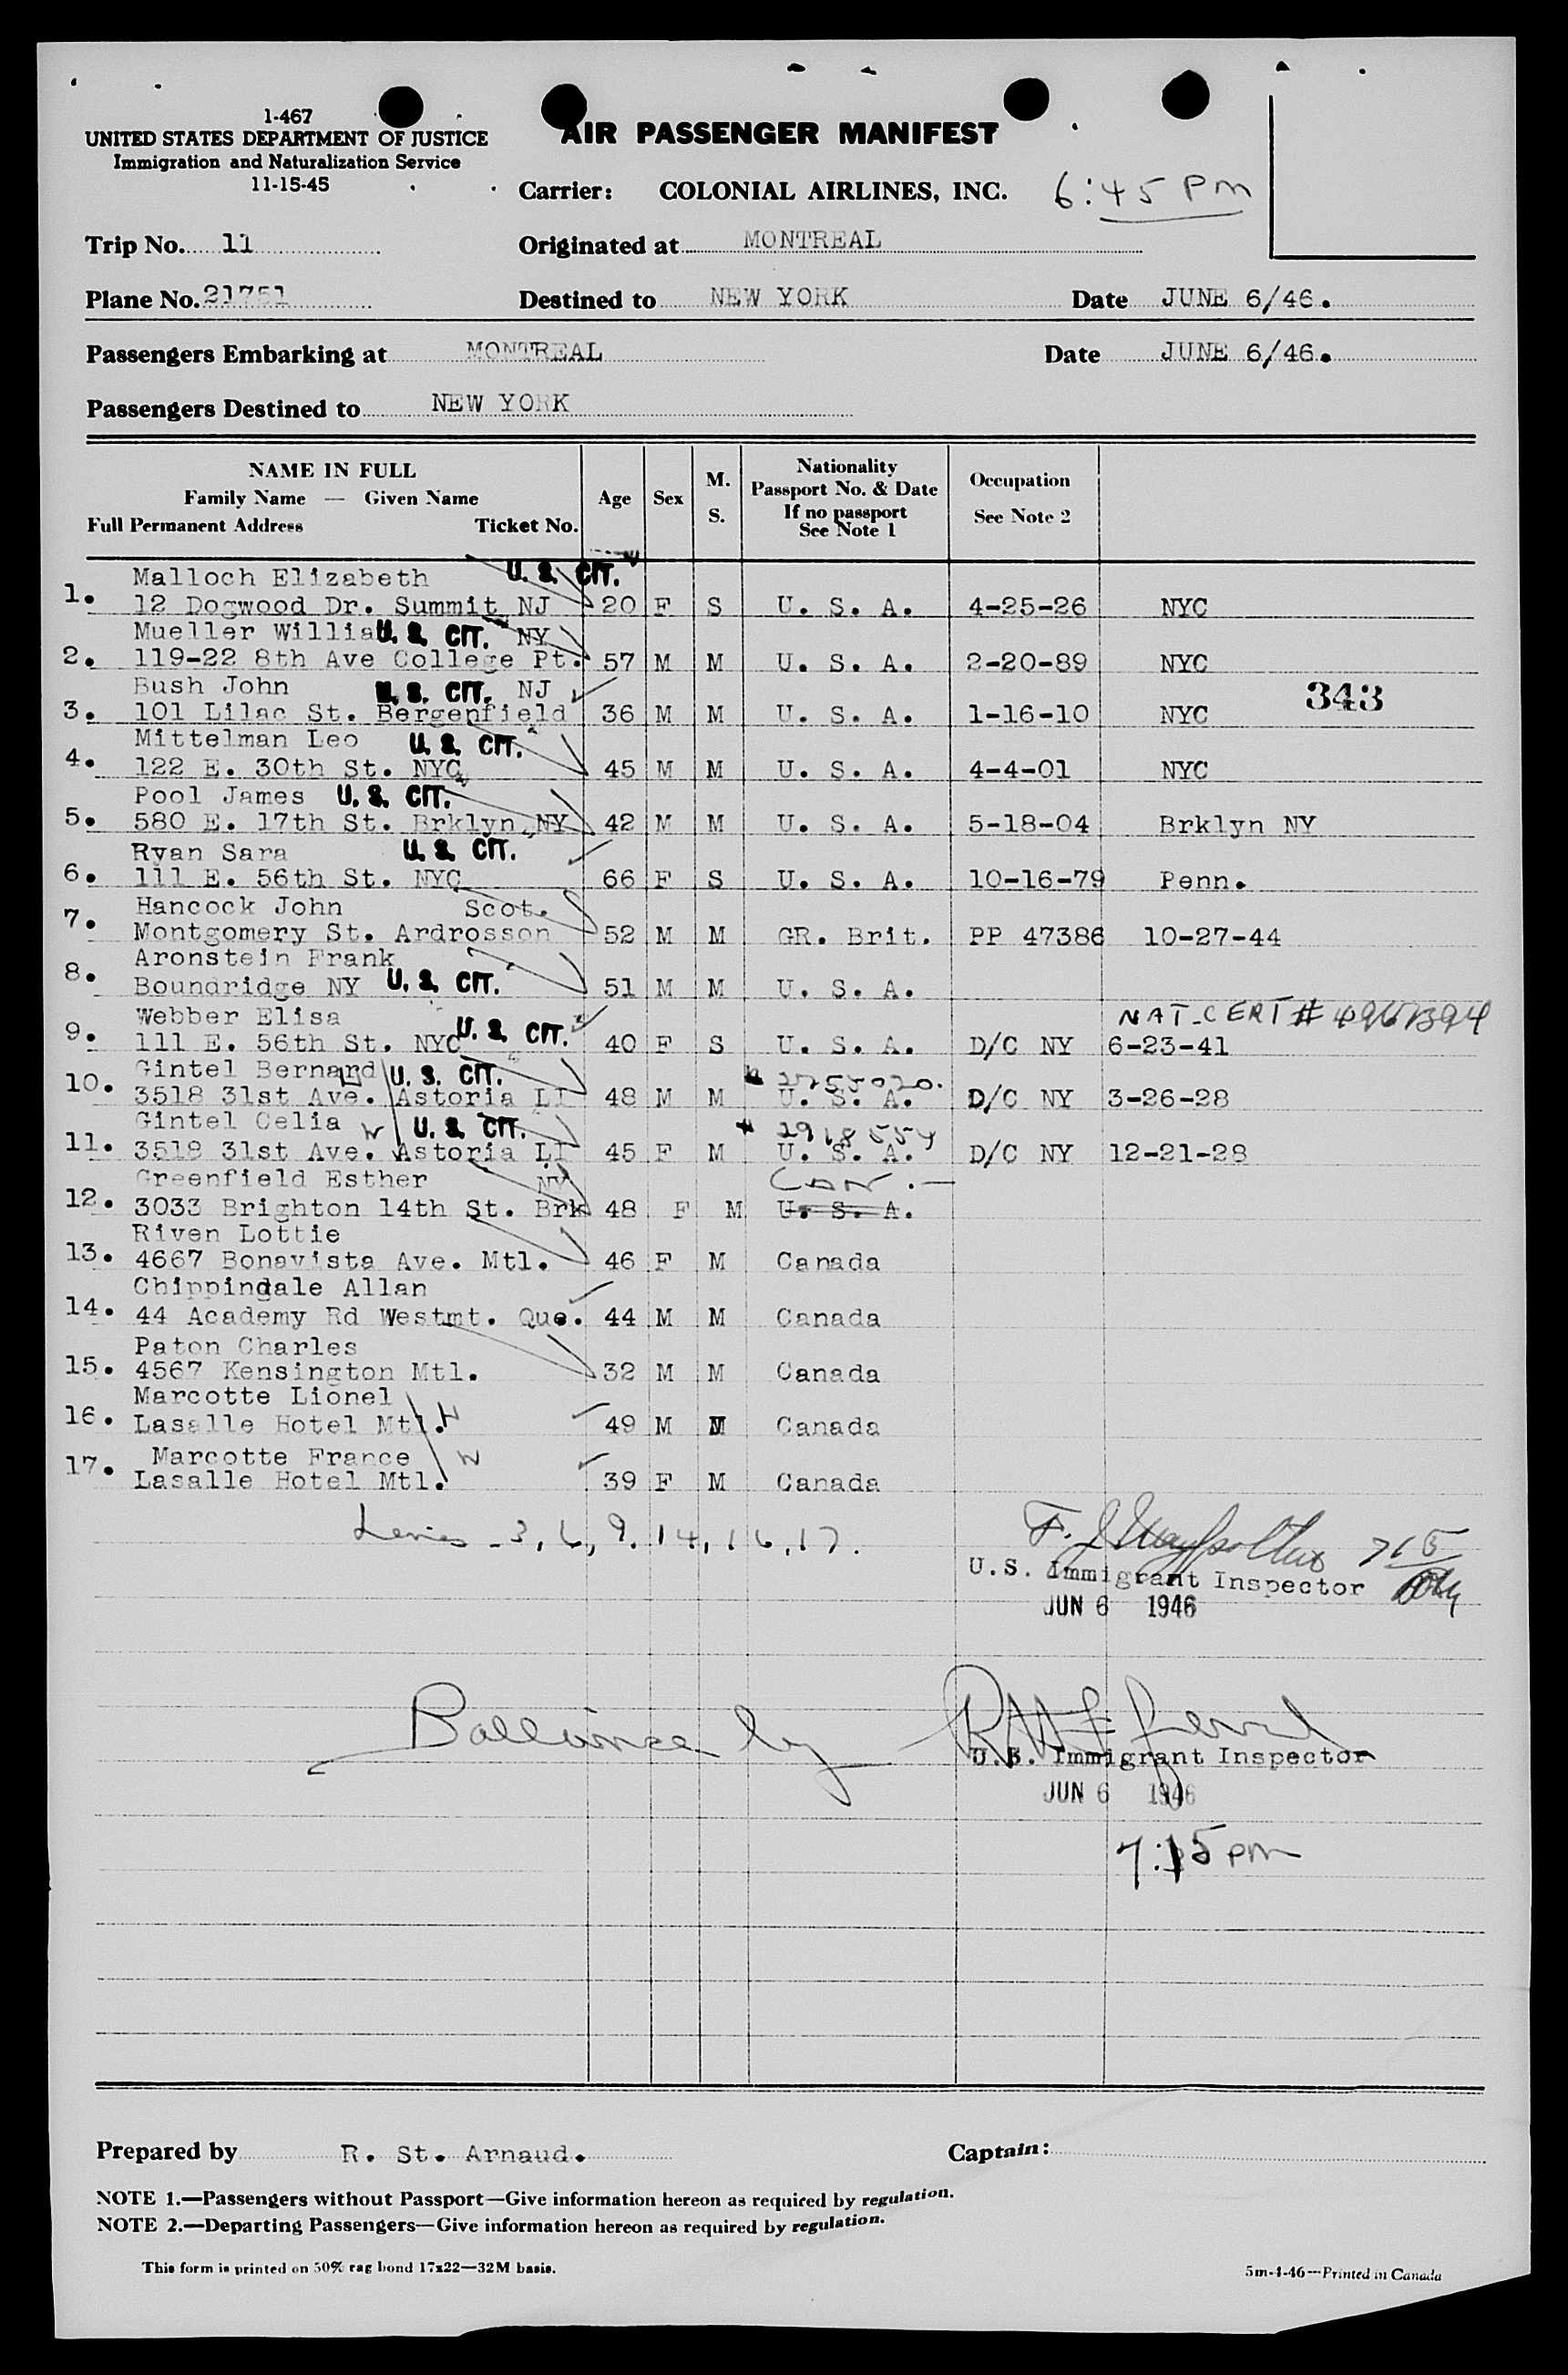 1-467
UNITED STATES DEPARTMENT OF JUSTICE
Immigration and Naturalization Service
11-15-45
AIR PASSENGER MANIFEST
Carrier: COLONIAL AIRLINES, INC. 6:45 PM
Trip No. 11 Originated at MONTREAL
Plane No. 21751 Destined to NEW YORK Date JUNE 6/46.
Passengers Embarking at MONTREAL Date JUNE 6/46.
Passengers Destined to NEW YORK
NAME IN FULL
Family Name — Given Name
Full Permanent Address Ticket No.
Age
Sex
M.
S.
Nationality
Passport No. & Date
If no passport
See Note 1
Occupation
See Note 2
Malloch Elizabeth U. S. CIT.
1. 12 Dogwood Dr. Summit NJ 20 F S U. S. A. 4-25-26 NYC
Mueller Willia U. S. CIT. NY
2. 119-22 8th Ave College Pt. 57 M M U. S. A. 2-20-89 NYC
Bush John U. S. CIT. NJ
3. 101 Lilac St. Bergenfield 36 M M U. S. A. 1-16-10 NYC 343
Mittelman Leo U. S. CIT.
4. 122 E. 30th St. NYC 45 M M U. S. A. 4-4-01 NYC
Pool James U. S. CIT.
5. 580 E. 17th St. Brklyn NY 42 M M U. S. A. 5-18-04 Brklyn NY
Ryan Sara U. S. CIT.
6. 111 E. 56th St. NYC 66 F S U. S. A. 10-16-79 Penn.
Hancock John Scot.
7. Montgomery St. Ardrosson 52 M M GR. Brit. PP 47386 10-27-44
Aronstein Frank
8. Boundridge NY U. S. CIT. 51 M M U. S. A.
Webber Elisa U. S. CIT. NAT-CERT #
9. 111 E. 56th St. NYC 40 F S U. S. A. D/C NY 6-23-41
Gintel Bernard U. S. CIT. 2255020.
10. 3518 31st Ave. Astoria LI 48 M M U. S. A. D/C NY 3-26-28
Gintel Celia W U. S. CIT. 2918554
11. 3518 31st Ave. Astoria LI 45 F M U. S. A. D/C NY 12-21-28
Greenfield Esther NY CAN.
12. 3033 Brighton 14th St. Brk 48 F M U. S. A.
Riven Lottie
13. 4667 Bonavista Ave. Mtl. 46 F M Canada
Chippindale Allan
14. 44 Academy Rd Westmt. Que. 44 M M Canada
Paton Charles
15. 4567 Kensington Mtl. 32 M M Canada
Marcotte Lionel
16. Lasalle Hotel Mtl. W 49 M M Canada
Marcotte France W
17. Lasalle Hotel Mtl. 39 F M Canada
Lines - 3, 6, 9, 14, 16, 17.
F. J. 715
U.S. Immigrant Inspector
JUN 6 1946
by
U.S. Immigrant Inspector
JUN 6 1946
7:15 pm
Prepared by R. St. Arnaud. Captain:
NOTE 1.—Passengers without Passport—Give information hereon as required by regulation.
NOTE 2.—Departing Passengers—Give information hereon as required by regulation.
This form is printed on 50% rag bond 17x22—32M basis. 5m-4-46—Printed in Canada